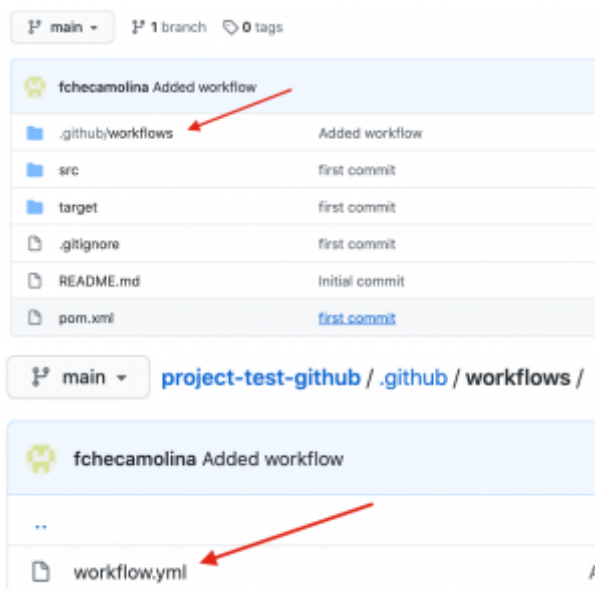 main 1 branch 0 tags
fchecamolina Added workflow
.github/workflows Added workflow
src first commit
target first commit
.gitignore first commit
README.md Initial commit
pom.xml first commit
main project-test-github / .github / workflows /
fchecamolina Added workflow
..
workflow.yml A